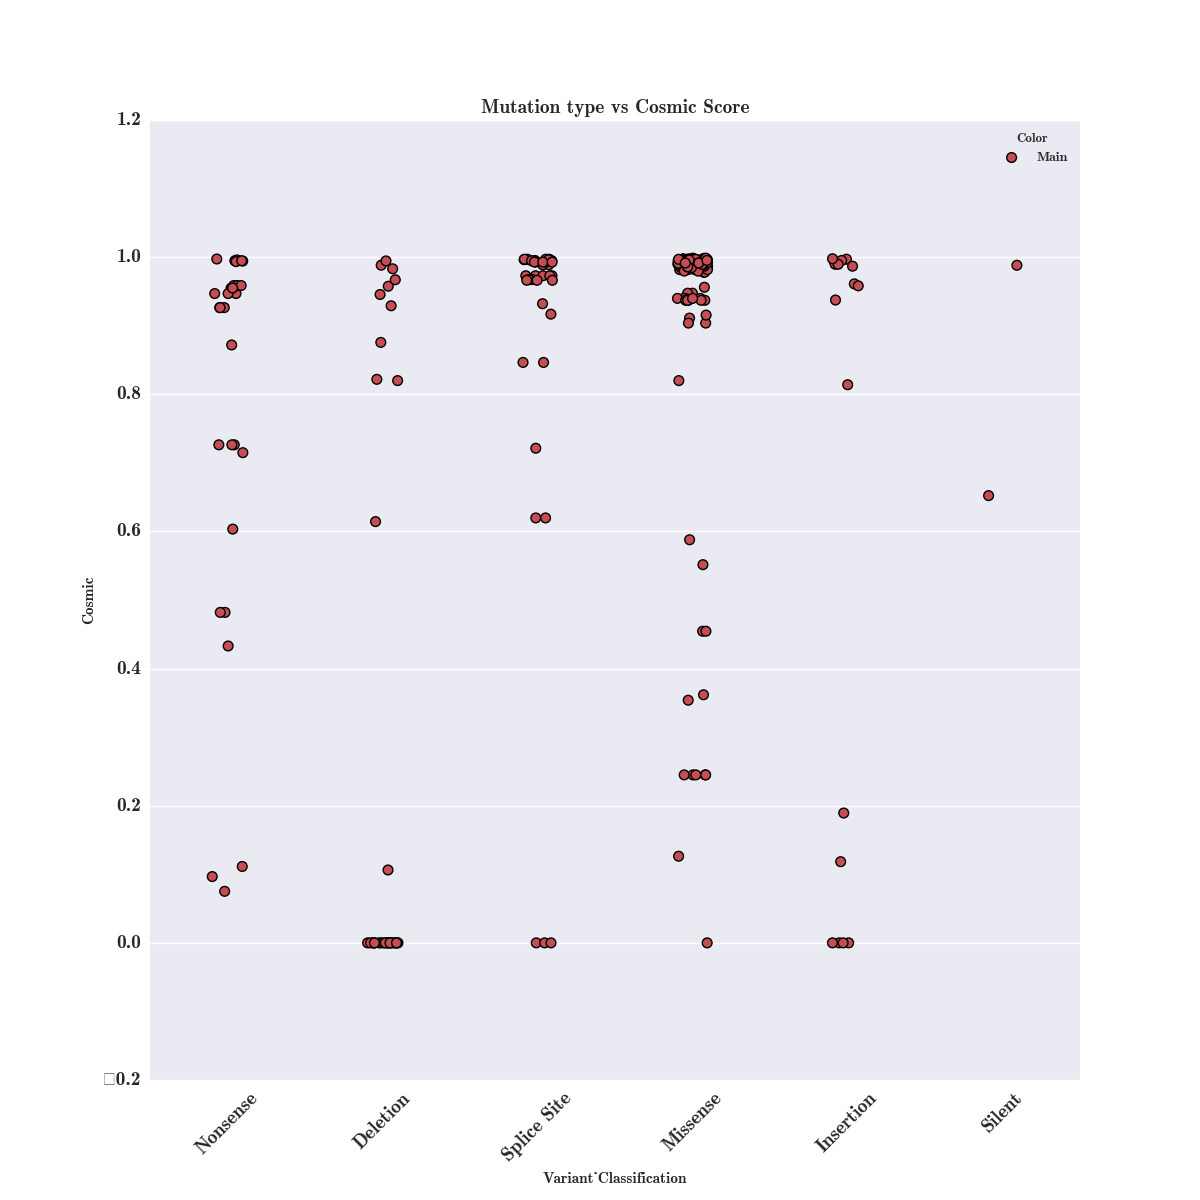 Mutation type vs Cosmic Score
1.2
Color
Main
1.0
0.8
0.6
Cosmic
0.4
0.2
0.0
□0.2
Nonsense
Deletion
Splice Site
Missense
Insertion
Silent
Variant˙Classification